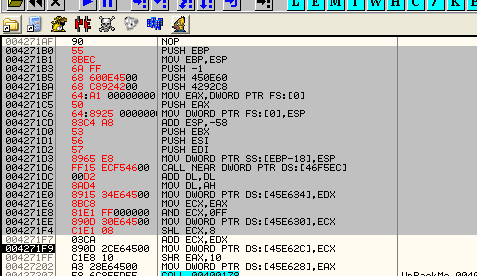 L E M T W H C / K B
004271AF 90 NOP
004271B0 55 PUSH EBP
004271B1 8BEC MOV EBP,ESP
004271B3 6A FF PUSH -1
004271B5 68 600E4500 PUSH 450E60
004271BA 68 C8924200 PUSH 4292C8
004271BF 64:A1 00000000 MOV EAX,DWORD PTR FS:[0]
004271C5 50 PUSH EAX
004271C6 64:8925 0000000 MOV DWORD PTR FS:[0],ESP
004271CD 83C4 A8 ADD ESP,-58
004271D0 53 PUSH EBX
004271D1 56 PUSH ESI
004271D2 57 PUSH EDI
004271D3 8965 E8 MOV DWORD PTR SS:[EBP-18],ESP
004271D6 FF15 ECF54600 CALL NEAR DWORD PTR DS:[46F5EC]
004271DC 00D2 ADD DL,DL
004271DE 8AD4 MOV DL,AH
004271E0 8915 34E64500 MOV DWORD PTR DS:[45E634],EDX
004271E6 8BC8 MOV ECX,EAX
004271E8 81E1 FF000000 AND ECX,0FF
004271EE 890D 30E64500 MOV DWORD PTR DS:[45E630],ECX
004271F4 C1E1 08 SHL ECX,8
004271F7 03CA ADD ECX,EDX
004271F9 890D 2CE64500 MOV DWORD PTR DS:[45E62C],ECX
004271FF C1E8 10 SHR EAX,10
00427202 A3 28E64500 MOV DWORD PTR DS:[45E628],EAX